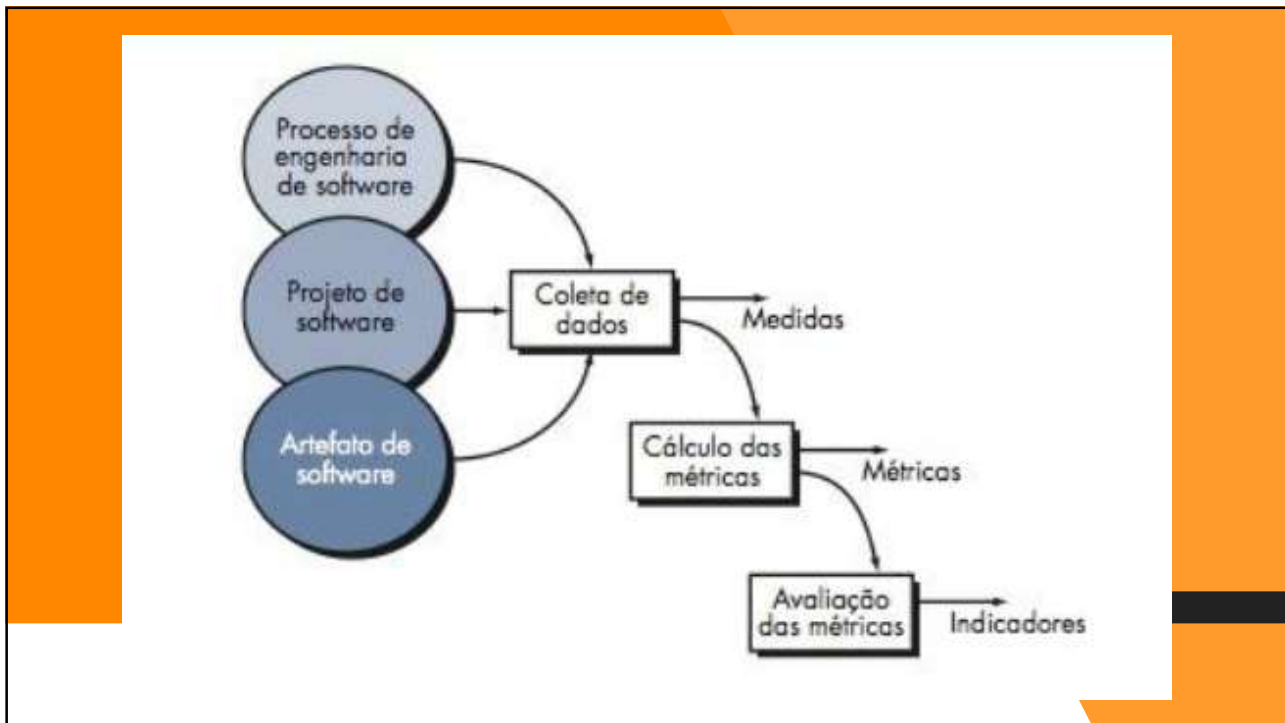 Processo de
engenharia
de software
Projeto de
software
Artefato de
software
Coleta de
dados
Medidas
Cálculo das
métricas
Métricas
Avaliação
das métricas
Indicadores